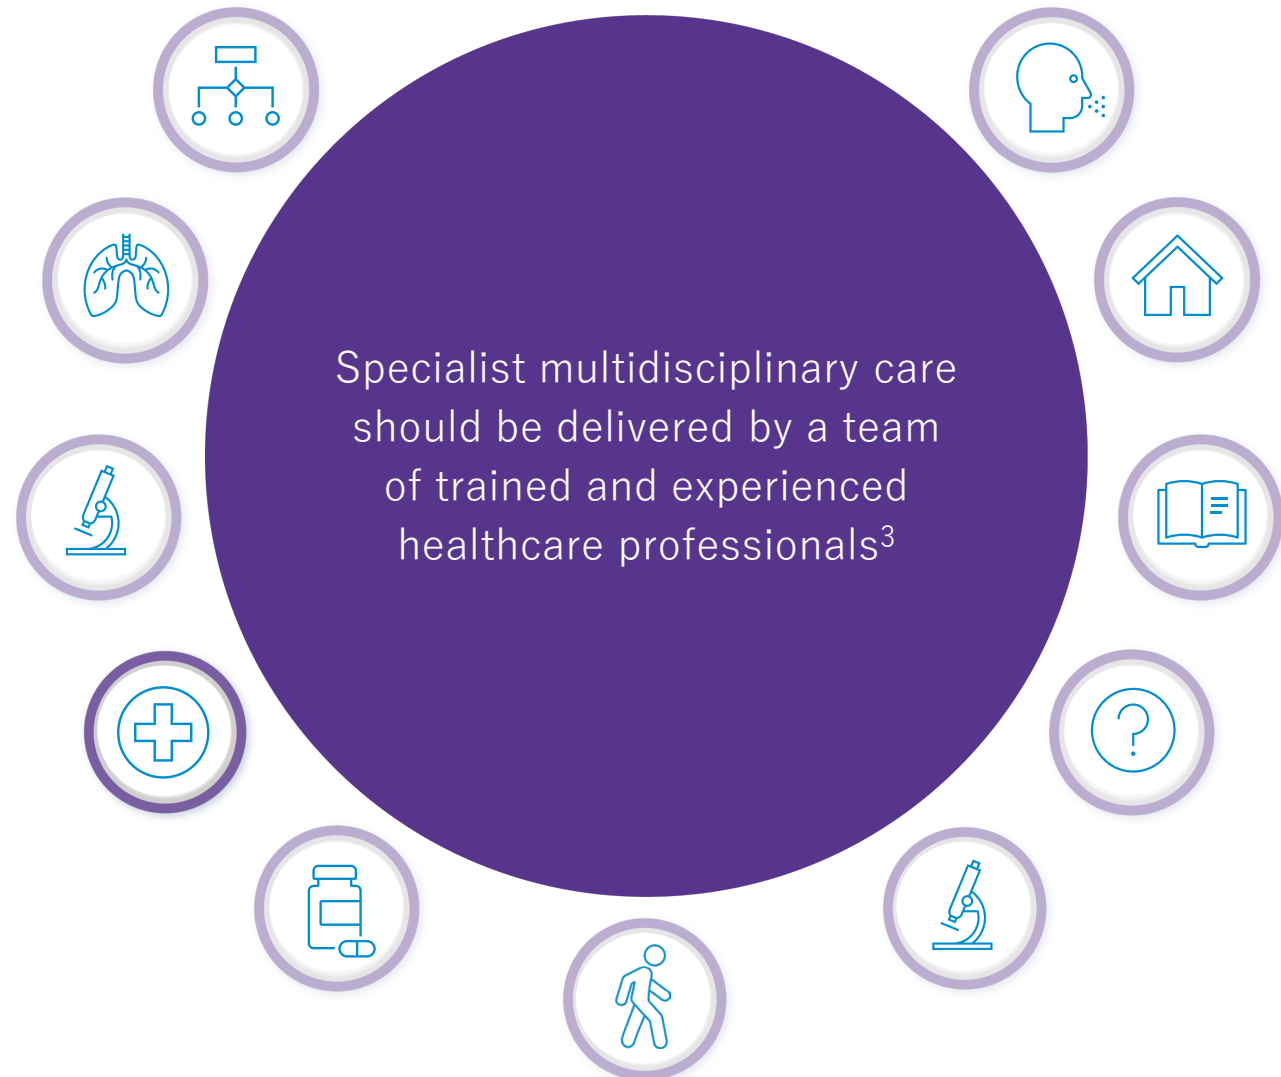 Specialist multidisciplinary care
should be delivered by a team
of trained and experienced
healthcare professionals³